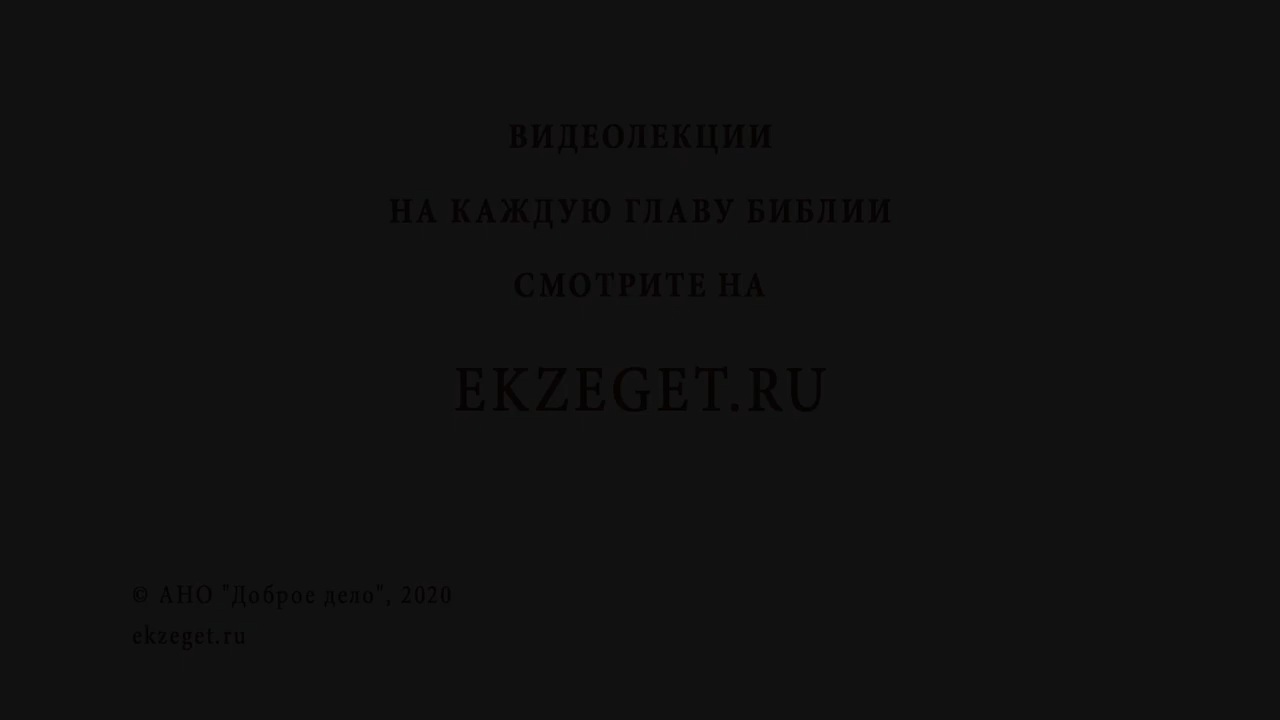 ВИДЕОЛЕКЦИИ
НА КАЖДУЮ ГЛАВУ БИБЛИИ
СМОТРИТЕ НА
EKZEGET.RU
© АНО "Доброе дело", 2020
ekzeget.ru